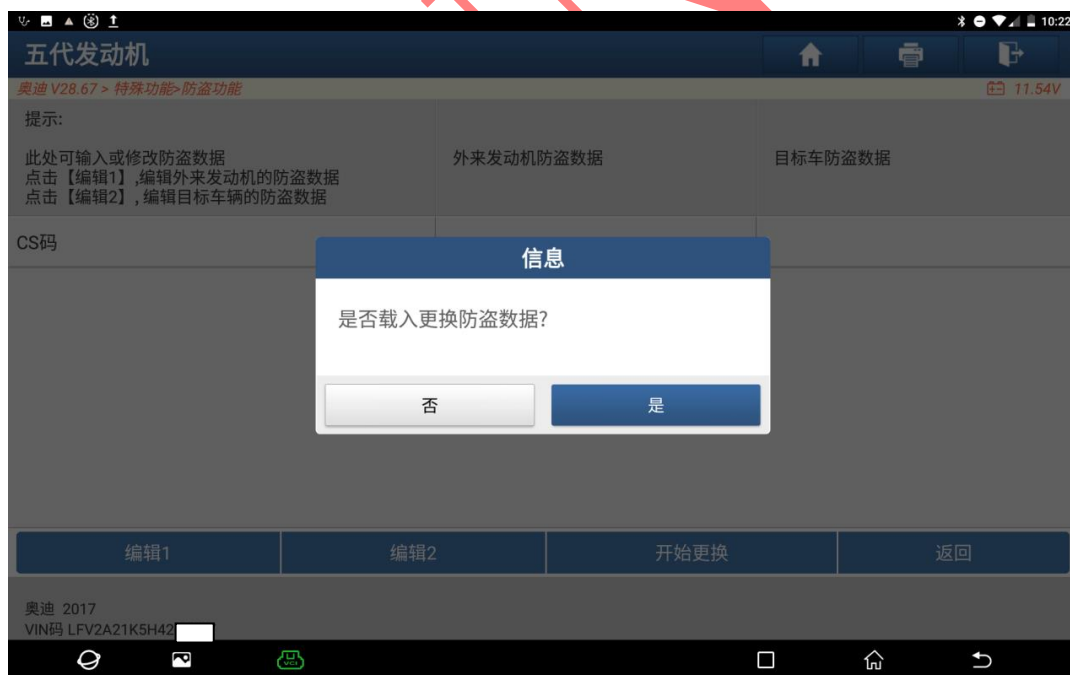 10:22
五代发动机
奥迪 V28.67 > 特殊功能>防盗功能
11.54V
提示:
此处可输入或修改防盗数据
点击【编辑1】,编辑外来发动机的防盗数据
点击【编辑2】, 编辑目标车辆的防盗数据
外来发动机防盗数据
目标车防盗数据
CS码
信息
是否载入更换防盗数据?
否
是
编辑1
编辑2
开始更换
返回
奥迪 2017
VIN码 LFV2A21K5H42
VCI